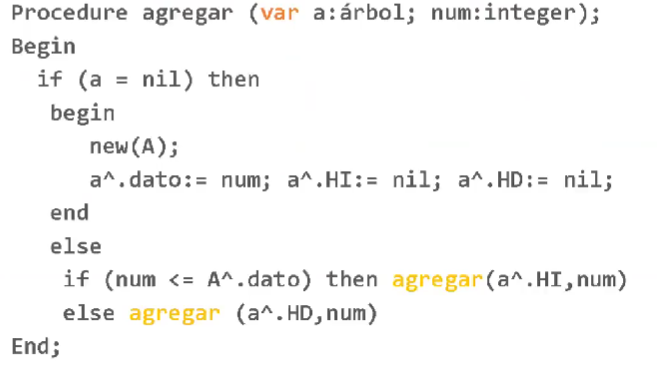 Procedure agregar (var a:árbol; num:integer);
Begin
if (a = nil) then
begin
new(A);
a^.dato:= num; a^.HI:= nil; a^.HD:= nil;
end
else
if (num <= A^.dato) then agregar(a^.HI,num)
else agregar (a^.HD,num)
End;